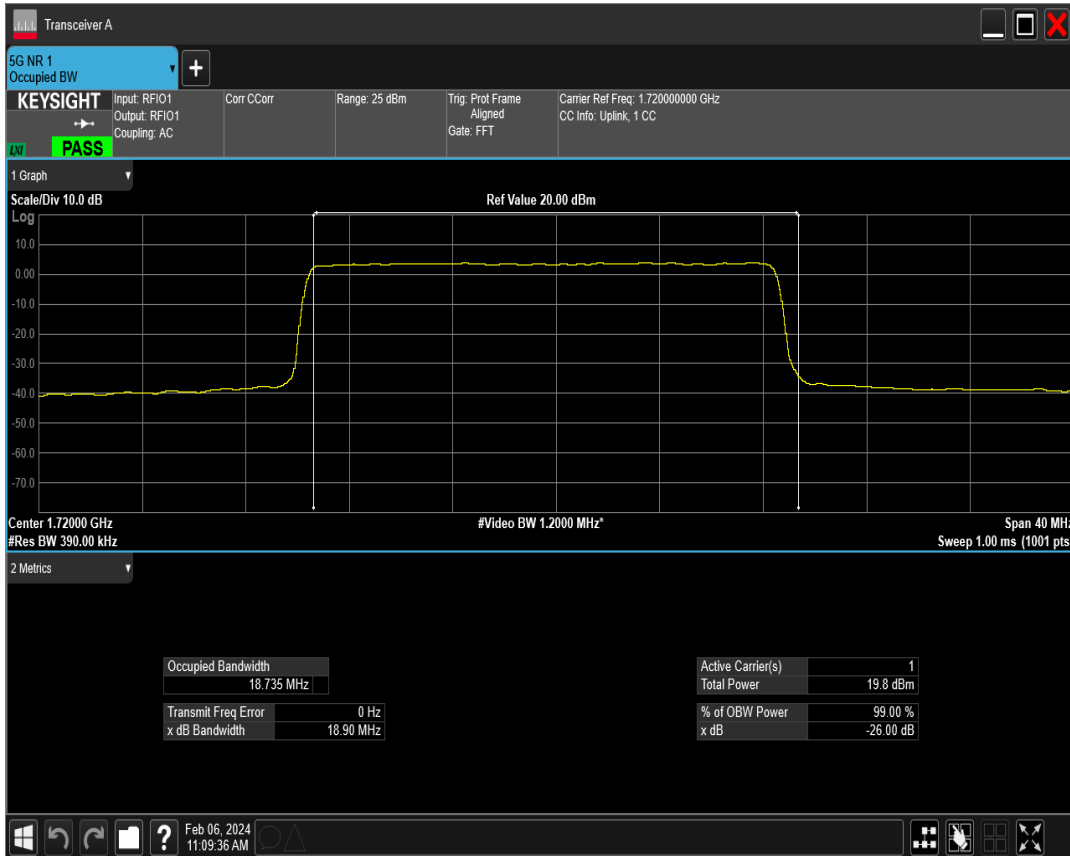 Transceiver A
5G NR 1
Occupied BW
KEYSIGHT
LXI
PASS
Input: RFIO1
Output: RFIO1
Coupling: AC
Corr CCorr
Range: 25 dBm
Trig: Prot Frame
Aligned
Gate: FFT
Carrier Ref Freq: 1.720000000 GHz
CC Info: Uplink, 1 CC
1 Graph
Scale/Div 10.0 dB
Ref Value 20.00 dBm
Log
10.0
0.00
-10.0
-20.0
-30.0
-40.0
-50.0
-60.0
-70.0
Center 1.72000 GHz
#Video BW 1.2000 MHz*
Span 40 MHz
#Res BW 390.00 kHz
Sweep 1.00 ms (1001 pts
2 Metrics
Occupied Bandwidth
18.735 MHz
Transmit Freq Error 0 Hz
x dB Bandwidth 18.90 MHz
Active Carrier(s) 1
Total Power 19.8 dBm
% of OBW Power 99.00 %
x dB -26.00 dB
?
Feb 06, 2024
11:09:36 AM